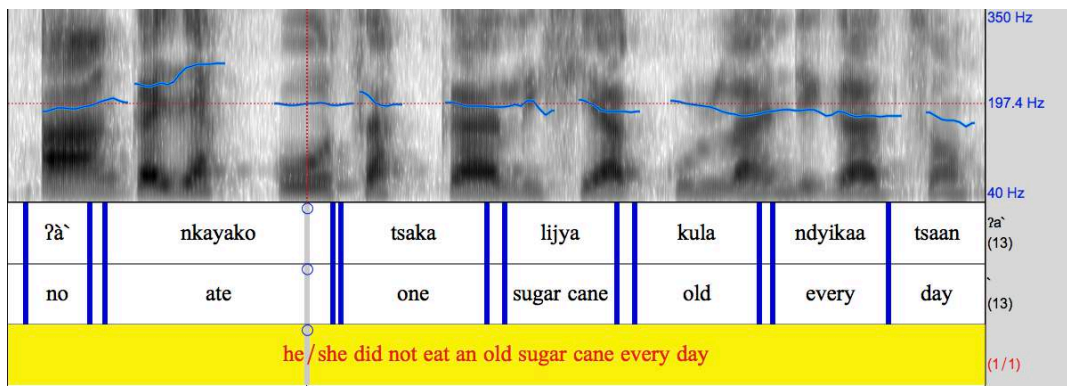 350 Hz
197.4 Hz
40 Hz
ʔà` nkayako tsaka lijya kula ndyikaa tsaan ʔa`
(13)
no ate one sugar cane old every day `
(13)
he/she did not eat an old sugar cane every day
(1/1)